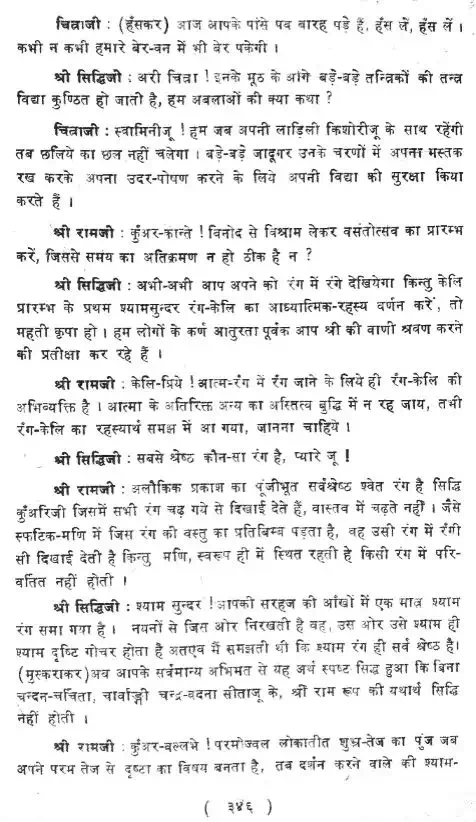 चित्राजी : (हँसकर) आज आपके पांसे पव बारह पड़े हैं, हँस लें, हँस लें ।
कभी न कभी हमारे बेर-वन में भी बेर पकेगी ।
श्री सिद्धिजी : अरी चित्रा ! इनके मूठ के आगे बड़े-बड़े तन्त्रिकों की तन्त्र
विद्या कुण्ठित हो जाती है, हम अबलाओं की क्या कथा ?
चित्राजी : स्वामिनीजू ! हम जब अपनी लाड़िली किशोरीजू के साथ रहेंगी
तब छलिये का छल नहीं चलेगा । बड़े-बड़े जादूगर उनके चरणों में अपना मस्तक
रख करके अपना उदर-पोषण करने के लिये अपनी विद्या की सुरक्षा किया
करते हैं ।
श्री रामजी : कुँअर-कान्ते ! विनोद से विश्राम लेकर वसंतोत्संव का प्रारम्भ
करें, जिससे समय का अतिक्रमण न हो ठीक है न ?
श्री सिद्धिजी : अभी-अभी आप अपने को रंग में रंगे देखियेगा किन्तु केलि
प्रारम्भ के प्रथम श्यामसुन्दर रंग-केलि का आध्यात्मिक-रहस्य वर्णन करें, तो
महती कृपा हो । हम लोगों के कर्ण आतुरता पूर्वक आप श्री की वाणी श्रवण करने
की प्रतीक्षा कर रहे हैं ।
श्री रामजी : केलि-प्रिये ! आत्म-रंग में रंग जाने के लिये ही रंग-केलि की
अभिव्यक्ति है । आत्मा के अतिरिक्त अन्य का अस्तित्व बुद्धि में न रह जाय, तभी
रंग-केलि का रहस्यार्थ समझ में आ गया, जानना चाहिये ।
श्री सिद्धिजी : सबसे श्रेष्ठ कौन-सा रंग है, प्यारे जू !
श्री रामजी : अलौकिक प्रकाश का पूंजीभूत सर्वश्रेष्ठ श्वेत रंग है सिद्धि
कुँअरिजी जिसमें सभी रंग चढ़ गये से दिखाई देते हैं, वास्तव में चढ़ते नहीं । जैसे
स्फटिक-मणि में जिस रंग की वस्तु का प्रतिबिम्ब पड़ता है, वह उसी रंग में रंगी
सी दिखाई देती है किन्तु मणि, स्वरूप ही में स्थित रहती हे किसी रंग में परि-
वर्तित नहीं होती ।
श्री सिद्धिजी : श्याम सुन्दर ! आपकी सरहज की आँखों में एक मात्र श्याम
रंग समा गया है । नयनों से जिस ओर निरखती है वह, उस ओर उसे श्याम ही
श्याम दृष्टि गोचर होता है अतएव मैं समझती थी कि श्याम रंग ही सर्व श्रेष्ठ है।
(मुस्कराकर) अब आपके सर्वमान्य अभिमत से यह अर्थ स्पष्ट सिद्ध हुआ कि बिना
चन्दन-चर्चिता, चार्वाङ्गी चन्द्र-वदना सीताजू के, श्री राम रूप की यथार्थ सिद्धि
नहीं होती ।
श्री रामजी : कुँअर-वल्लभे ! परमोज्वल लोकातीत शुभ्र-तेज का पुंज जब
अपने परम तेज से दृष्टा का विषय बनता है, तब दर्शन करने वाले की श्याम-
( ३४६ )